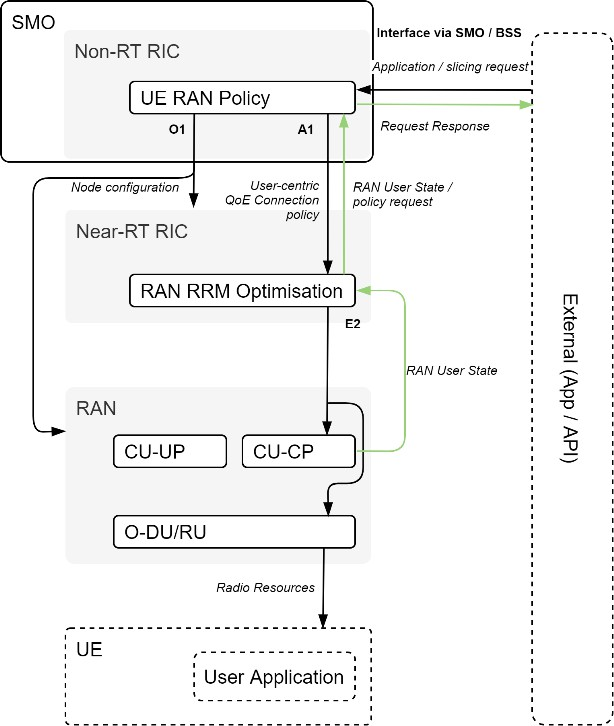 SMO
Interface via SMO / BSS
Non-RT RIC
Application / slicing request
UE RAN Policy
O1
A1
Request Response
Node configuration
User-centric
QoE Connection
policy
RAN User State /
policy request
Near-RT RIC
RAN RRM Optimisation
E2
External (App / API)
RAN User State
RAN
CU-UP
CU-CP
O-DU/RU
Radio Resources
UE
User Application